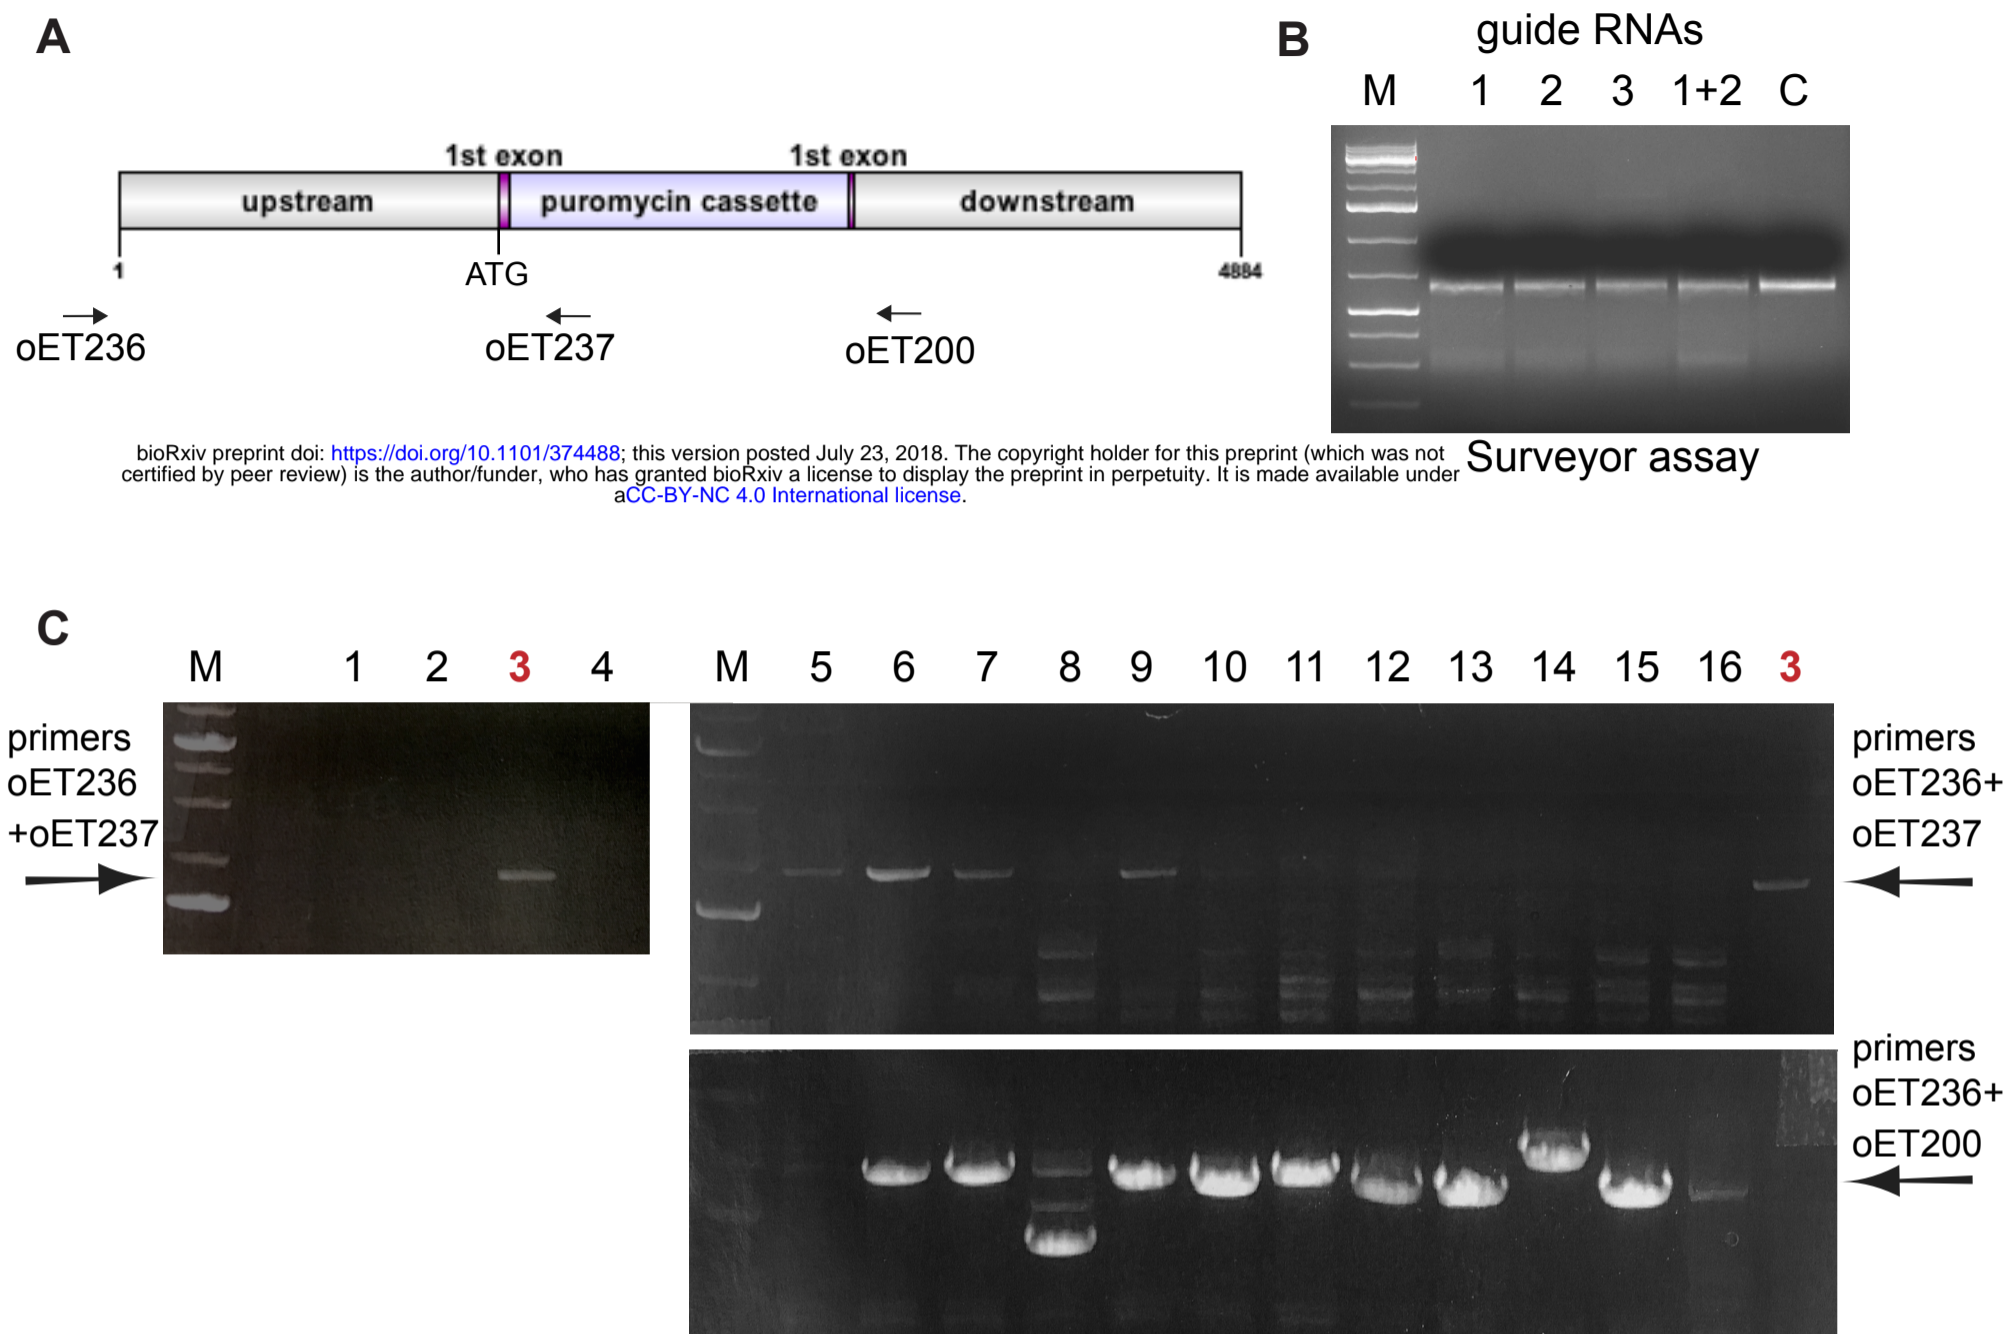 A
1st exon 1st exon
upstream puromycin cassette downstream
1 ATG 4884
oET236 oET237 oET200
B
guide RNAs
M 1 2 3 1+2 C
Surveyor assay
bioRxiv preprint doi: https://doi.org/10.1101/374488; this version posted July 23, 2018. The copyright holder for this preprint (which was not
certified by peer review) is the author/funder, who has granted bioRxiv a license to display the preprint in perpetuity. It is made available under
aCC-BY-NC 4.0 International license.
C
M 1 2 3 4 M 5 6 7 8 9 10 11 12 13 14 15 16 3
primers
oET236
+oET237
primers
oET236+
oET237
primers
oET236+
oET200